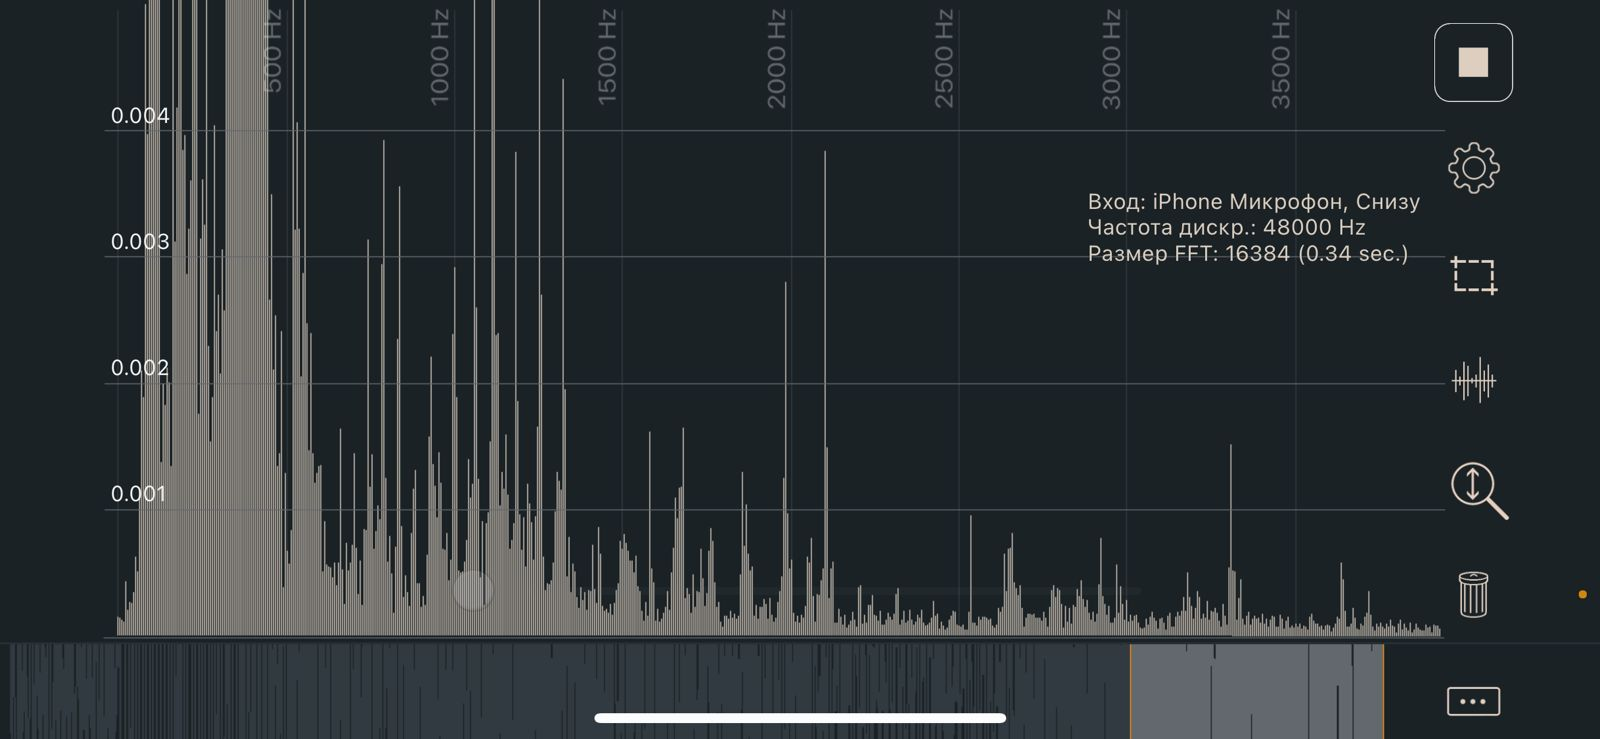 500 Hz
1000 Hz
1500 Hz
2000 Hz
2500 Hz
3000 Hz
3500 Hz
0.004
0.003
0.002
0.001
Вход: iPhone Микрофон, Снизу
Частота дискр.: 48000 Hz
Размер FFT: 16384 (0.34 sec.)